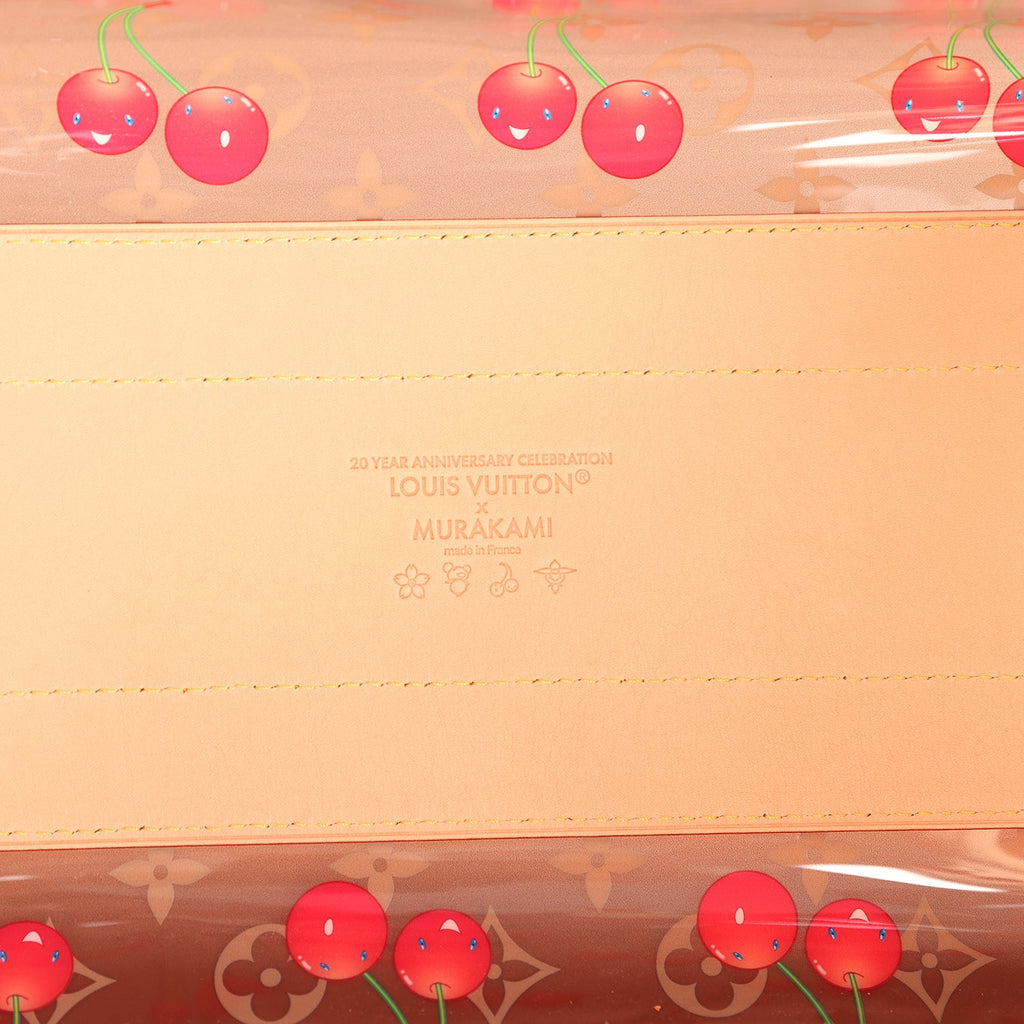 20 YEAR ANNIVERSARY CELEBRATION
LOUIS VUITTON®
x
MURAKAMI
made in France